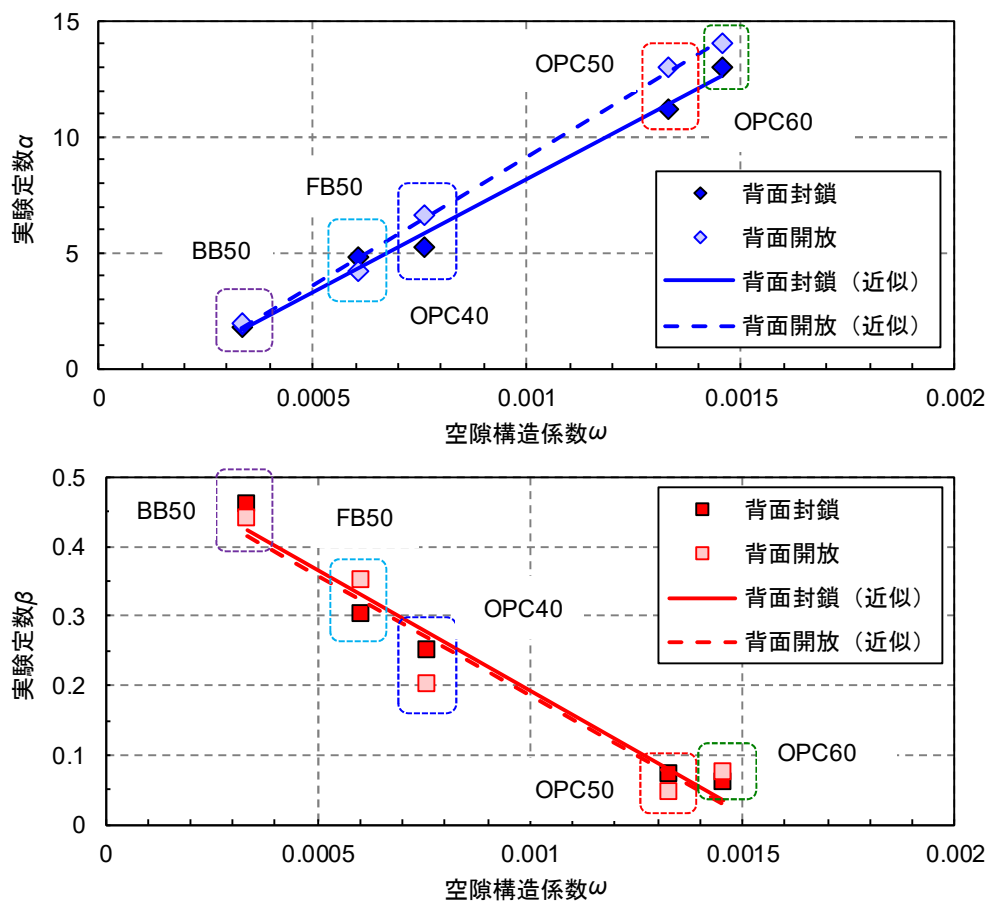 15
10
5
0
実験定数α
BB50
FB50
OPC40
OPC50
OPC60
背面封鎖
背面開放
背面封鎖（近似）
背面開放（近似）
0
0.0005
0.001
0.0015
0.002
空隙構造係数ω
0.5
0.4
0.3
0.2
0.1
0
実験定数β
BB50
FB50
OPC40
OPC50
OPC60
背面封鎖
背面開放
背面封鎖（近似）
背面開放（近似）
0
0.0005
0.001
0.0015
0.002
空隙構造係数ω